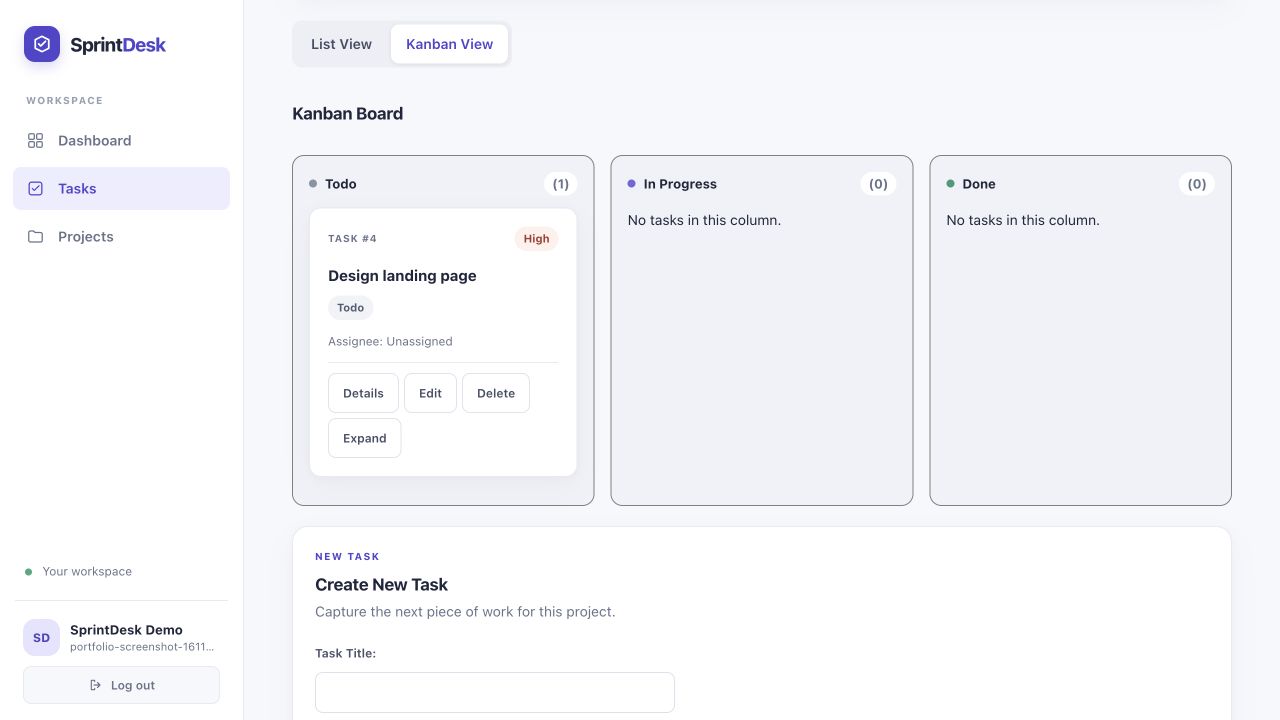 SprintDesk
WORKSPACE
Dashboard
Tasks
Projects
Your workspace
SD
SprintDesk Demo
portfolio-screenshot-1611...
Log out
List View
Kanban View
Kanban Board
Todo
(1)
TASK #4
High
Design landing page
Todo
Assignee: Unassigned
Details
Edit
Delete
Expand
In Progress
(0)
No tasks in this column.
Done
(0)
No tasks in this column.
NEW TASK
Create New Task
Capture the next piece of work for this project.
Task Title: